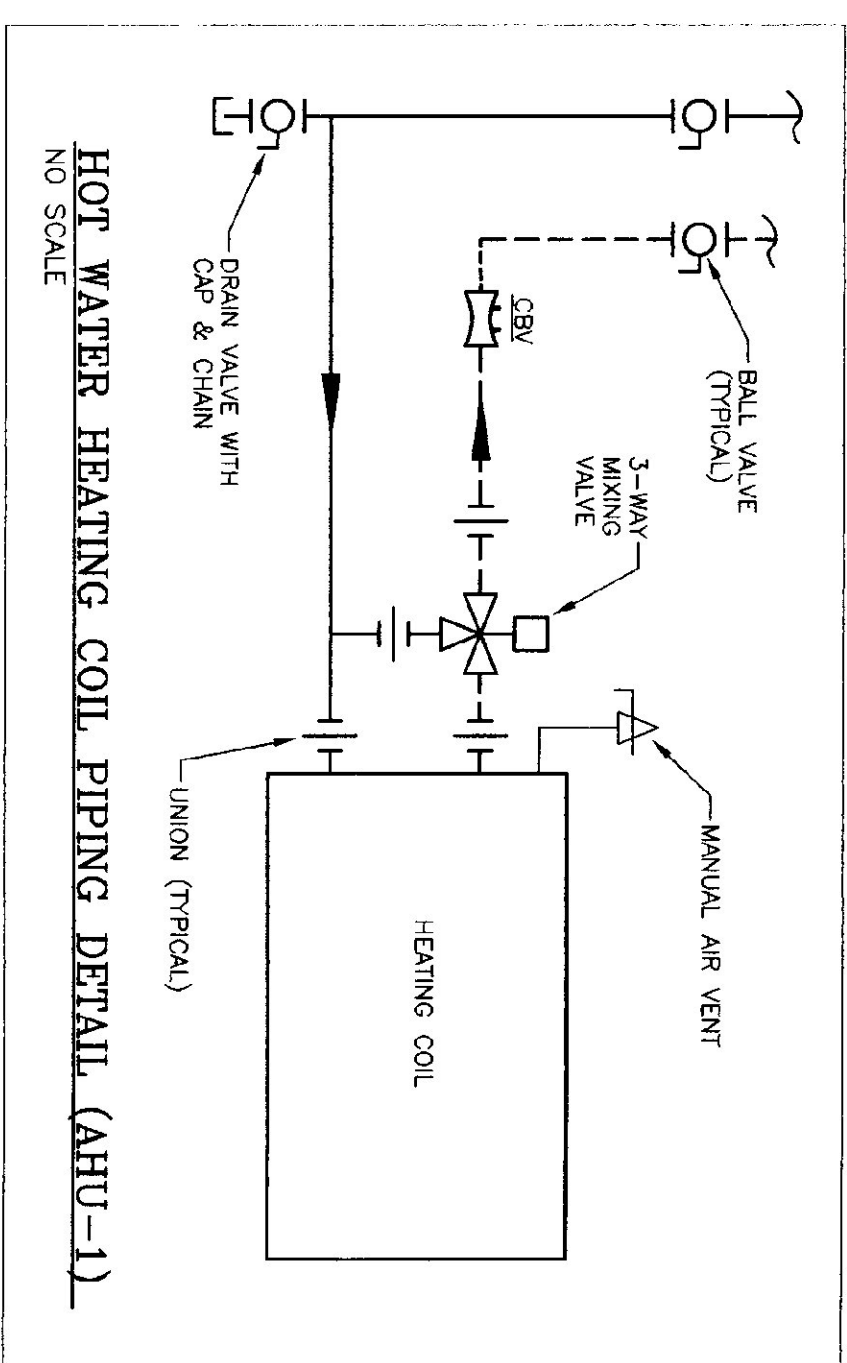 BALL VALVE
(TYPICAL)
MANUAL AIR VENT
3-WAY
MIXING
VALVE
CBV
HEATING COIL
DRAIN VALVE WITH
CAP & CHAIN
UNION (TYPICAL)
HOT WATER HEATING COIL PIPING DETAIL (AHU-1)
NO SCALE